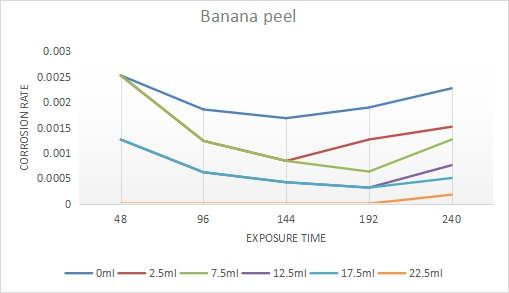 Banana peel
0.003
0.0025
0.002
0.0015
0.001
0.0005
0
CORROSION RATE
48 96 144 192 240
EXPOSURE TIME
0ml 2.5ml 7.5ml 12.5ml 17.5ml 22.5ml